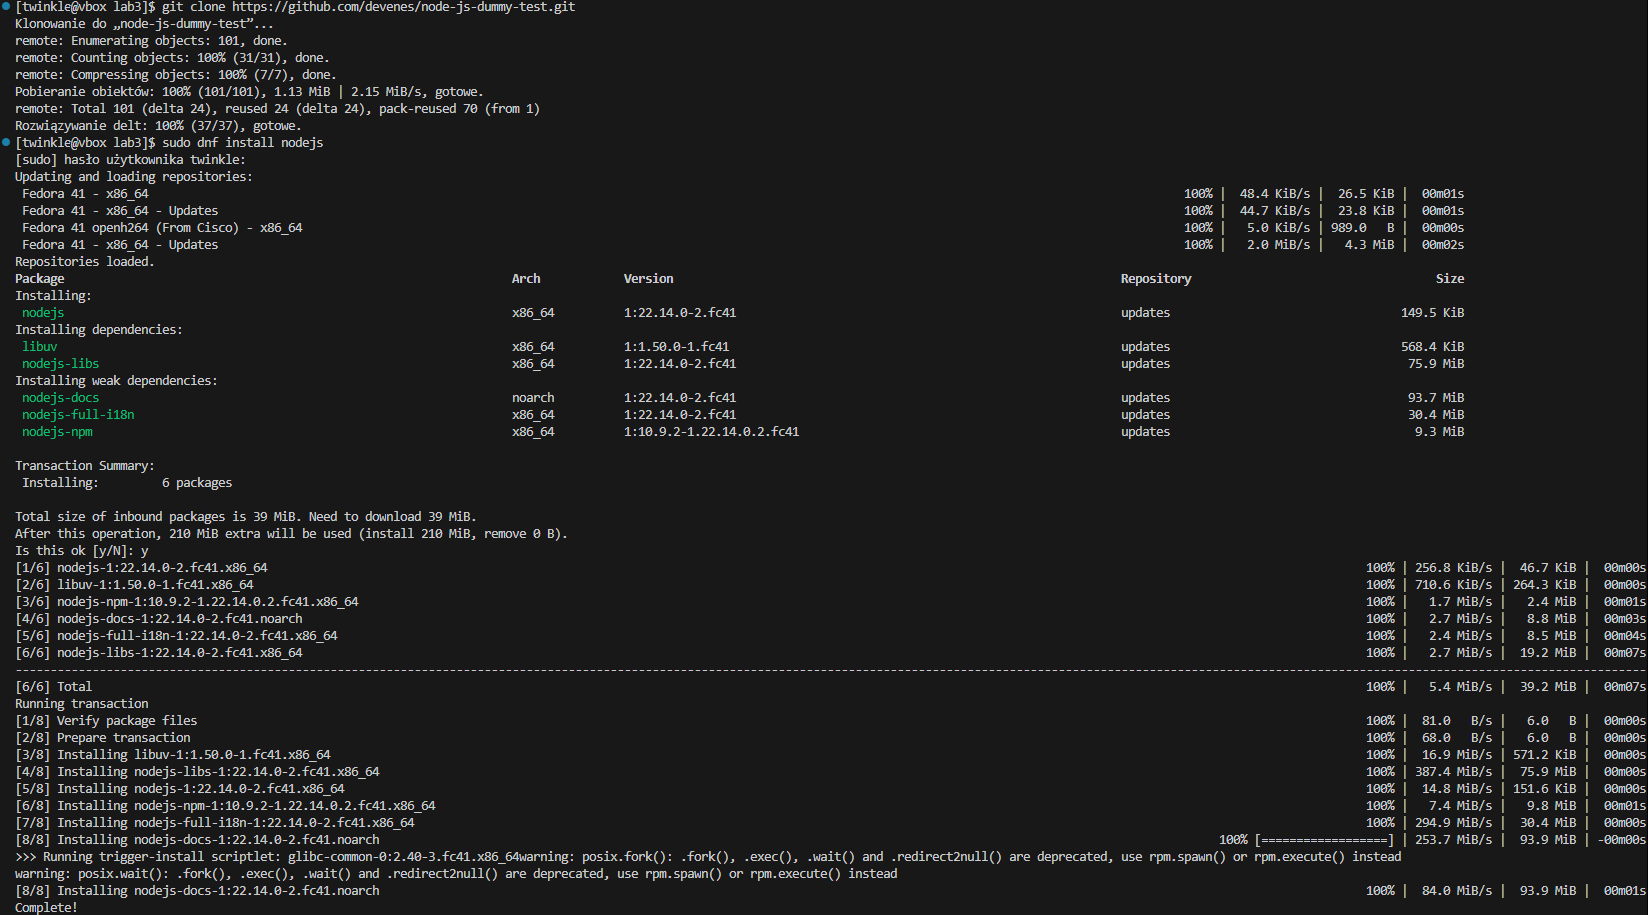 [twinkle@vbox lab3]$ git clone https://github.com/devenes/node-js-dummy-test.git
Klonowanie do „node-js-dummy-test”...
remote: Enumerating objects: 101, done.
remote: Counting objects: 100% (31/31), done.
remote: Compressing objects: 100% (7/7), done.
Pobieranie obiektów: 100% (101/101), 1.13 MiB | 2.15 MiB/s, gotowe.
remote: Total 101 (delta 24), reused 24 (delta 24), pack-reused 70 (from 1)
Rozwiązywanie delt: 100% (37/37), gotowe.
[twinkle@vbox lab3]$ sudo dnf install nodejs
[sudo] hasło użytkownika twinkle:
Updating and loading repositories:
Fedora 41 - x86_64 100% | 48.4 KiB/s | 26.5 KiB | 00m01s
Fedora 41 - x86_64 - Updates 100% | 44.7 KiB/s | 23.8 KiB | 00m01s
Fedora 41 openh264 (From Cisco) - x86_64 100% | 5.0 KiB/s | 989.0 B | 00m00s
Fedora 41 - x86_64 - Updates 100% | 2.0 MiB/s | 4.3 MiB | 00m02s
Repositories loaded.
Package Arch Version Repository Size
Installing:
nodejs x86_64 1:22.14.0-2.fc41 updates 149.5 KiB
Installing dependencies:
libuv x86_64 1:1.50.0-1.fc41 updates 568.4 KiB
nodejs-libs x86_64 1:22.14.0-2.fc41 updates 75.9 MiB
Installing weak dependencies:
nodejs-docs noarch 1:22.14.0-2.fc41 updates 93.7 MiB
nodejs-full-i18n x86_64 1:22.14.0-2.fc41 updates 30.4 MiB
nodejs-npm x86_64 1:10.9.2-1.22.14.0.2.fc41 updates 9.3 MiB
Transaction Summary:
Installing: 6 packages
Total size of inbound packages is 39 MiB. Need to download 39 MiB.
After this operation, 210 MiB extra will be used (install 210 MiB, remove 0 B).
Is this ok [y/N]: y
[1/6] nodejs-1:22.14.0-2.fc41.x86_64 100% | 256.8 KiB/s | 46.7 KiB | 00m00s
[2/6] libuv-1:1.50.0-1.fc41.x86_64 100% | 710.6 KiB/s | 264.3 KiB | 00m00s
[3/6] nodejs-npm-1:10.9.2-1.22.14.0.2.fc41.x86_64 100% | 1.7 MiB/s | 2.4 MiB | 00m01s
[4/6] nodejs-docs-1:22.14.0-2.fc41.noarch 100% | 2.7 MiB/s | 8.8 MiB | 00m03s
[5/6] nodejs-full-i18n-1:22.14.0-2.fc41.x86_64 100% | 2.4 MiB/s | 8.5 MiB | 00m04s
[6/6] nodejs-libs-1:22.14.0-2.fc41.x86_64 100% | 2.7 MiB/s | 19.2 MiB | 00m07s
[6/6] Total 100% | 5.4 MiB/s | 39.2 MiB | 00m07s
Running transaction
[1/8] Verify package files 100% | 81.0 B/s | 6.0 B | 00m00s
[2/8] Prepare transaction 100% | 68.0 B/s | 6.0 B | 00m00s
[3/8] Installing libuv-1:1.50.0-1.fc41.x86_64 100% | 16.9 MiB/s | 571.2 KiB | 00m00s
[4/8] Installing nodejs-libs-1:22.14.0-2.fc41.x86_64 100% | 387.4 MiB/s | 75.9 MiB | 00m00s
[5/8] Installing nodejs-1:22.14.0-2.fc41.x86_64 100% | 14.8 MiB/s | 151.6 KiB | 00m00s
[6/8] Installing nodejs-npm-1:10.9.2-1.22.14.0.2.fc41.x86_64 100% | 7.4 MiB/s | 9.8 MiB | 00m01s
[7/8] Installing nodejs-full-i18n-1:22.14.0-2.fc41.x86_64 100% | 294.9 MiB/s | 30.4 MiB | 00m00s
[8/8] Installing nodejs-docs-1:22.14.0-2.fc41.noarch 100% [==================] | 253.7 MiB/s | 93.9 MiB | -00m00s
>>> Running trigger-install scriptlet: glibc-common-0:2.40-3.fc41.x86_64warning: posix.fork(): .fork(), .exec(), .wait() and .redirect2null() are deprecated, use rpm.spawn() or rpm.execute() instead
warning: posix.wait(): .fork(), .exec(), .wait() and .redirect2null() are deprecated, use rpm.spawn() or rpm.execute() instead
[8/8] Installing nodejs-docs-1:22.14.0-2.fc41.noarch 100% | 84.0 MiB/s | 93.9 MiB | 00m01s
Complete!